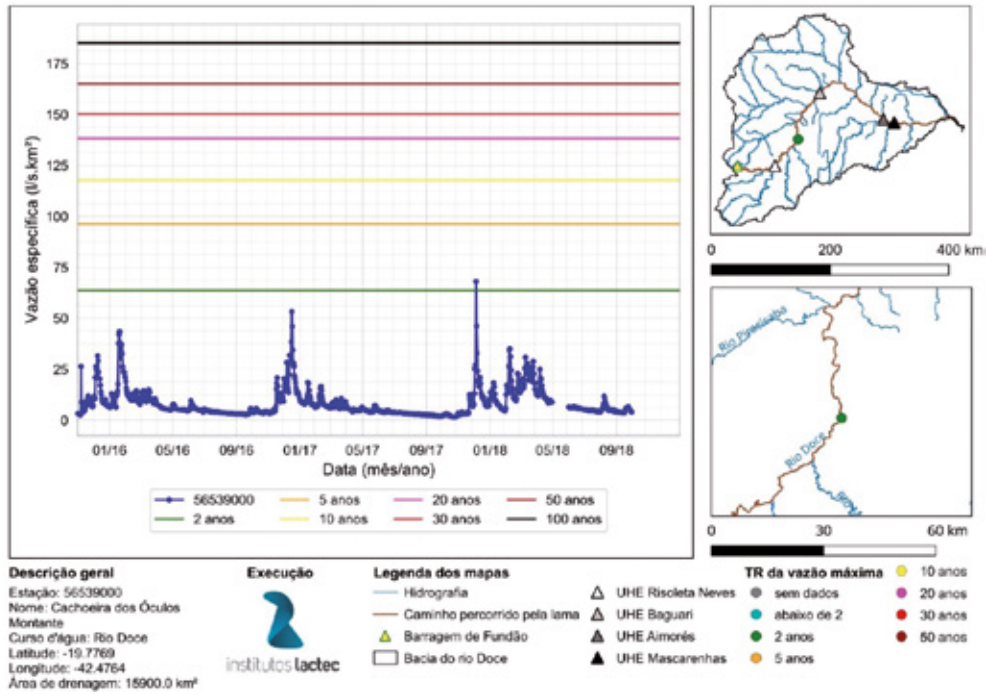 175
150
125
100
75
50
25
0
Vazão específica (l/s.km²)
01/16 05/16 09/16 01/17 05/17 09/17 01/18 05/18 09/18
Data (mês/ano)
56539000 5 anos 20 anos 50 anos
2 anos 10 anos 30 anos 100 anos
0 200 400 km
Rio Piracicaba
Rio Doce
0 30 60 km
Descrição geral
Estação: 56539000
Nome: Cachoeira dos Óculos
Montante
Curso d'água: Rio Doce
Latitude: -19.7769
Longitude: -42.4764
Área de drenagem: 15900.0 km²
Execução
institutos lactec
Legenda dos mapas
Hidrografia
Caminho percorrido pela lama
Barragem de Fundão
Bacia do rio Doce
UHE Risoleta Neves
UHE Baguari
UHE Aimorés
UHE Mascarenhas
TR da vazão máxima
sem dados
abaixo de 2
2 anos
5 anos
10 anos
20 anos
30 anos
50 anos